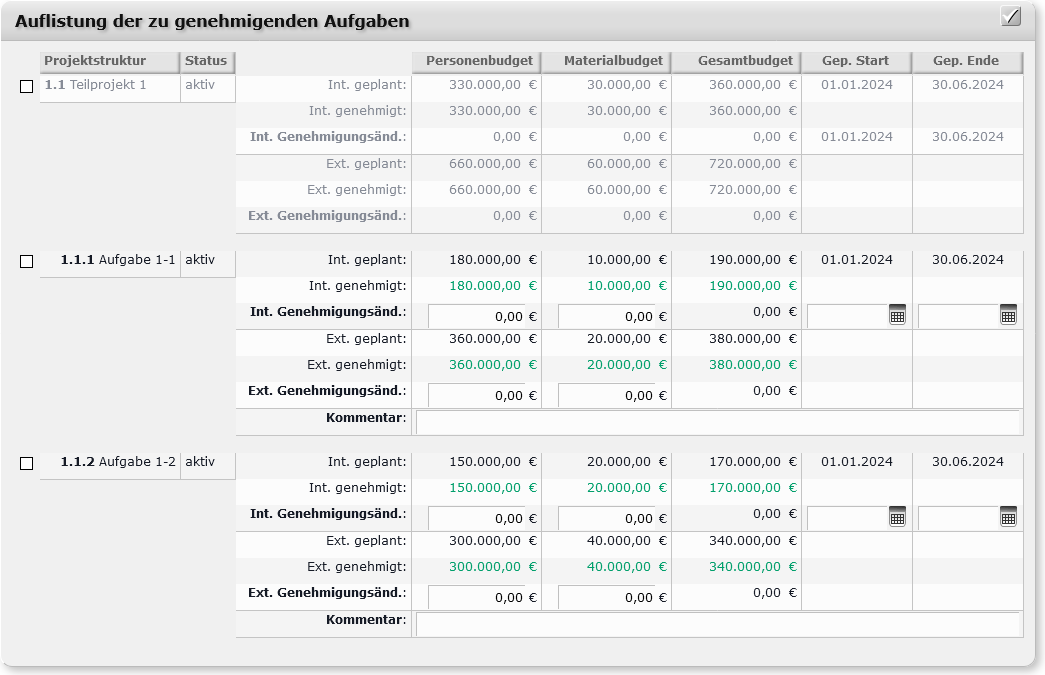 Auflistung der zu genehmigenden Aufgaben
Projektstruktur Status Personenbudget Materialbudget Gesamtbudget Gep. Start Gep. Ende
1.1 Teilprojekt 1 aktiv Int. geplant: 330.000,00 € 30.000,00 € 360.000,00 € 01.01.2024 30.06.2024
Int. genehmigt: 330.000,00 € 30.000,00 € 360.000,00 €
Int. Genehmigungsänd.: 0,00 € 0,00 € 0,00 € 01.01.2024 30.06.2024
Ext. geplant: 660.000,00 € 60.000,00 € 720.000,00 €
Ext. genehmigt: 660.000,00 € 60.000,00 € 720.000,00 €
Ext. Genehmigungsänd.: 0,00 € 0,00 € 0,00 €
1.1.1 Aufgabe 1-1 aktiv Int. geplant: 180.000,00 € 10.000,00 € 190.000,00 € 01.01.2024 30.06.2024
Int. genehmigt: 180.000,00 € 10.000,00 € 190.000,00 €
Int. Genehmigungsänd.: 0,00 € 0,00 € 0,00 €
Ext. geplant: 360.000,00 € 20.000,00 € 380.000,00 €
Ext. genehmigt: 360.000,00 € 20.000,00 € 380.000,00 €
Ext. Genehmigungsänd.: 0,00 € 0,00 € 0,00 €
Kommentar:
1.1.2 Aufgabe 1-2 aktiv Int. geplant: 150.000,00 € 20.000,00 € 170.000,00 € 01.01.2024 30.06.2024
Int. genehmigt: 150.000,00 € 20.000,00 € 170.000,00 €
Int. Genehmigungsänd.: 0,00 € 0,00 € 0,00 €
Ext. geplant: 300.000,00 € 40.000,00 € 340.000,00 €
Ext. genehmigt: 300.000,00 € 40.000,00 € 340.000,00 €
Ext. Genehmigungsänd.: 0,00 € 0,00 € 0,00 €
Kommentar: